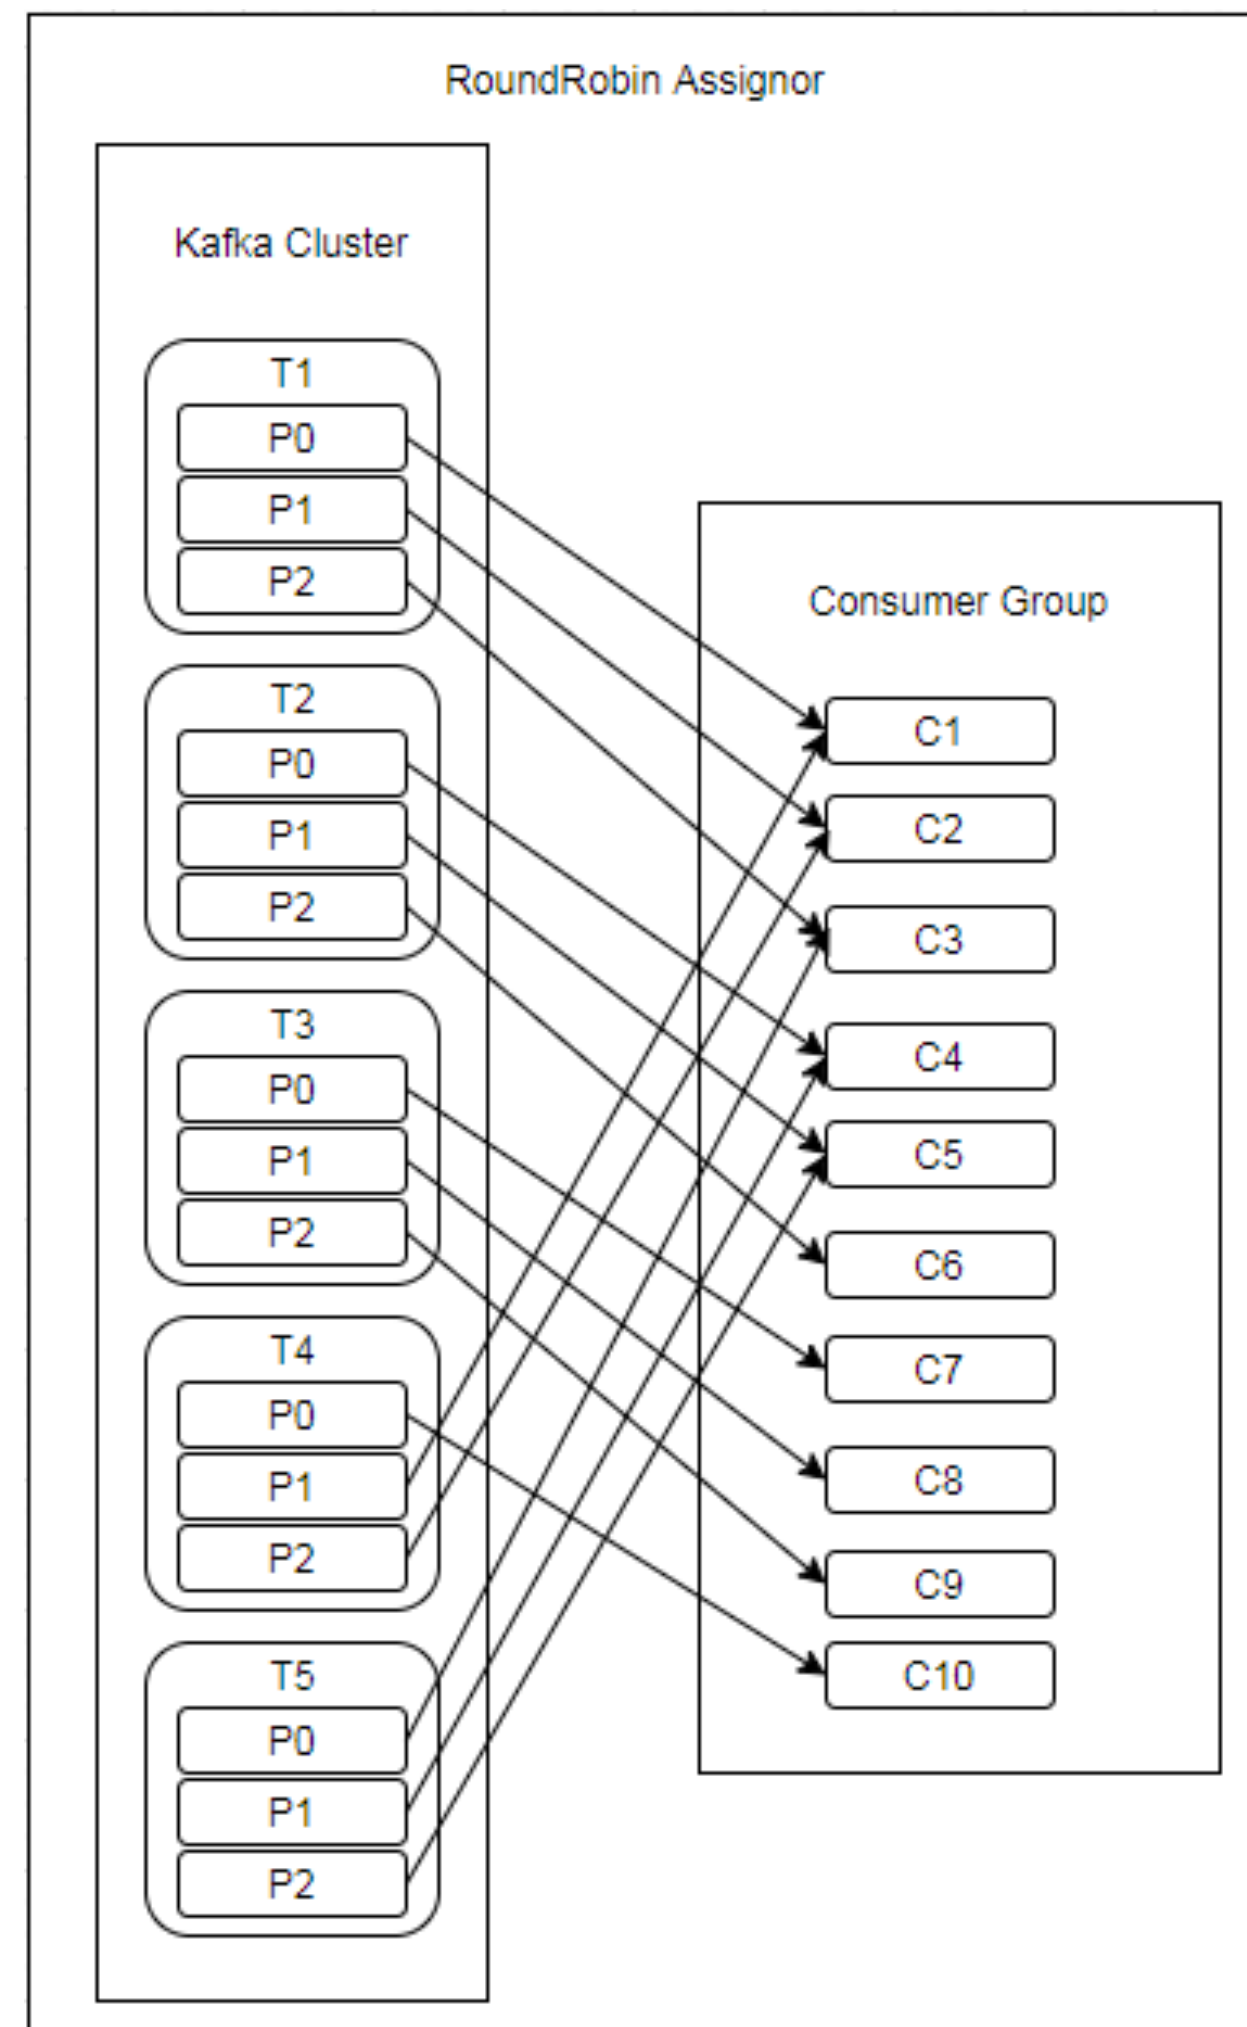 RoundRobin Assignor
Kafka Cluster
T1
P0
P1
P2
T2
P0
P1
P2
T3
P0
P1
P2
T4
P0
P1
P2
T5
P0
P1
P2
Consumer Group
C1
C2
C3
C4
C5
C6
C7
C8
C9
C10